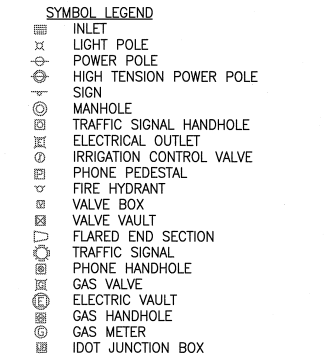 SYMBOL LEGEND
INLET
LIGHT POLE
POWER POLE
HIGH TENSION POWER POLE
SIGN
MANHOLE
TRAFFIC SIGNAL HANDHOLE
ELECTRICAL OUTLET
IRRIGATION CONTROL VALVE
P PHONE PEDESTAL
FIRE HYDRANT
VALVE BOX
VALVE VAULT
FLARED END SECTION
TRAFFIC SIGNAL
PHONE HANDHOLE
GAS VALVE
E ELECTRIC VAULT
GAS HANDHOLE
G GAS METER
IDOT JUNCTION BOX